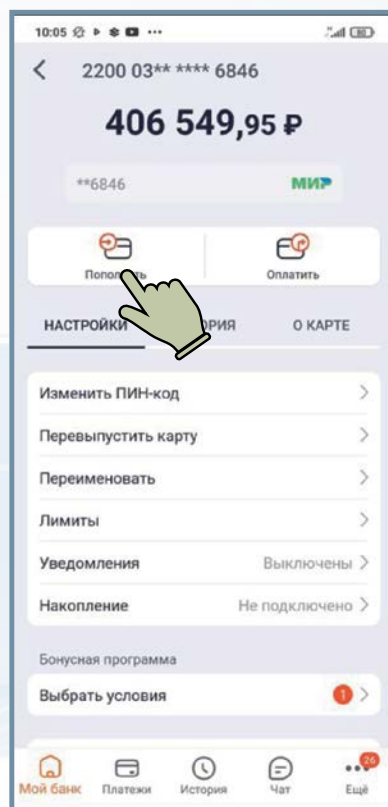 10:05
2200 03** **** 6846
406 549,95 ₽
**6846 МИР
Оплатить
НАСТРОЙКИ О КАРТЕ
Изменить ПИН-код
Перевыпустить карту
Переименовать
Лимиты
Уведомления Выключены
Накопление Не подключено
Бонусная программа
Выбрать условия 1
26
Мой банк Платежи История Чат Ещё